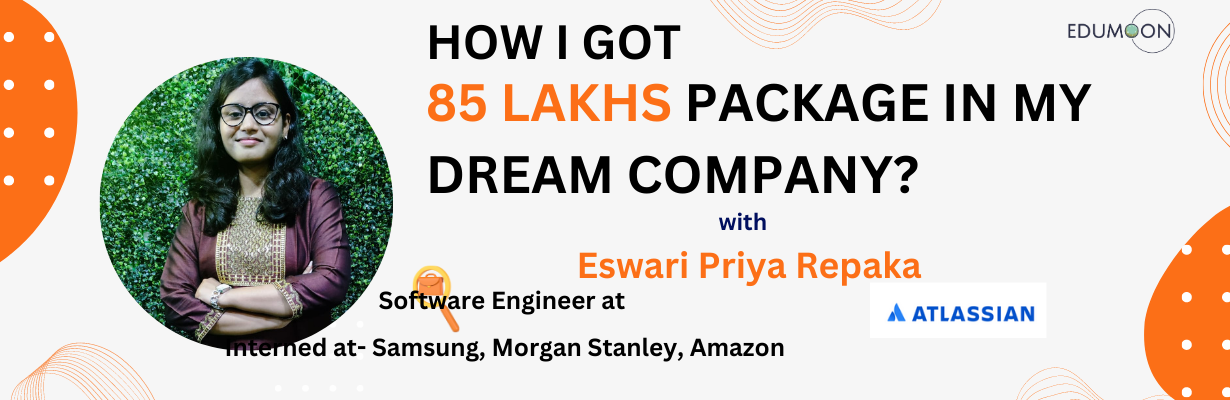 EDUMOON
HOW I GOT
85 LAKHS PACKAGE IN MY
DREAM COMPANY?
with
Eswari Priya Repaka
Software Engineer at
ATLASSIAN
Interned at- Samsung, Morgan Stanley, Amazon